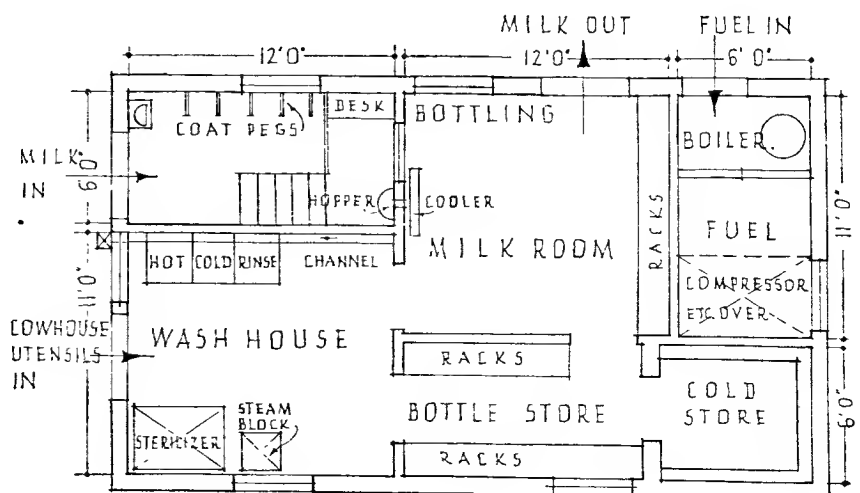 MILK OUT
FUEL IN
12'0"
12'0"
6'0"
COAT PEGS
DESK
BOTTLING
BOILER.
MILK
IN
6'0"
HOPPER
COOLER
RACKS
FUEL
11'0"
HOT
COLD
RINSE
CHANNEL
MILK ROOM
COMPRESSOR
ETC OVER
11'0"
COWHOUSE
UTENSILS
IN
WASH HOUSE
RACKS
COLD
STORE
STEAM
BLOCK
BOTTLE STORE
6'0"
STERILIZER
RACKS